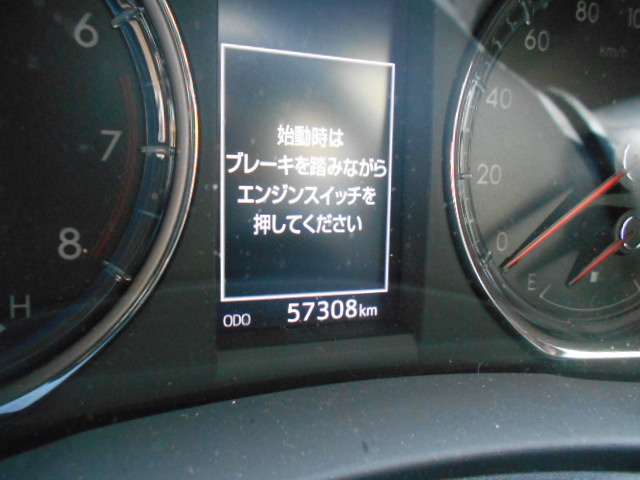 始動時は
ブレーキを踏みながら
エンジンスイッチを
押してください
ODO 57308km
6
7
8
H
0
20
40
60
80
10
km/h
E